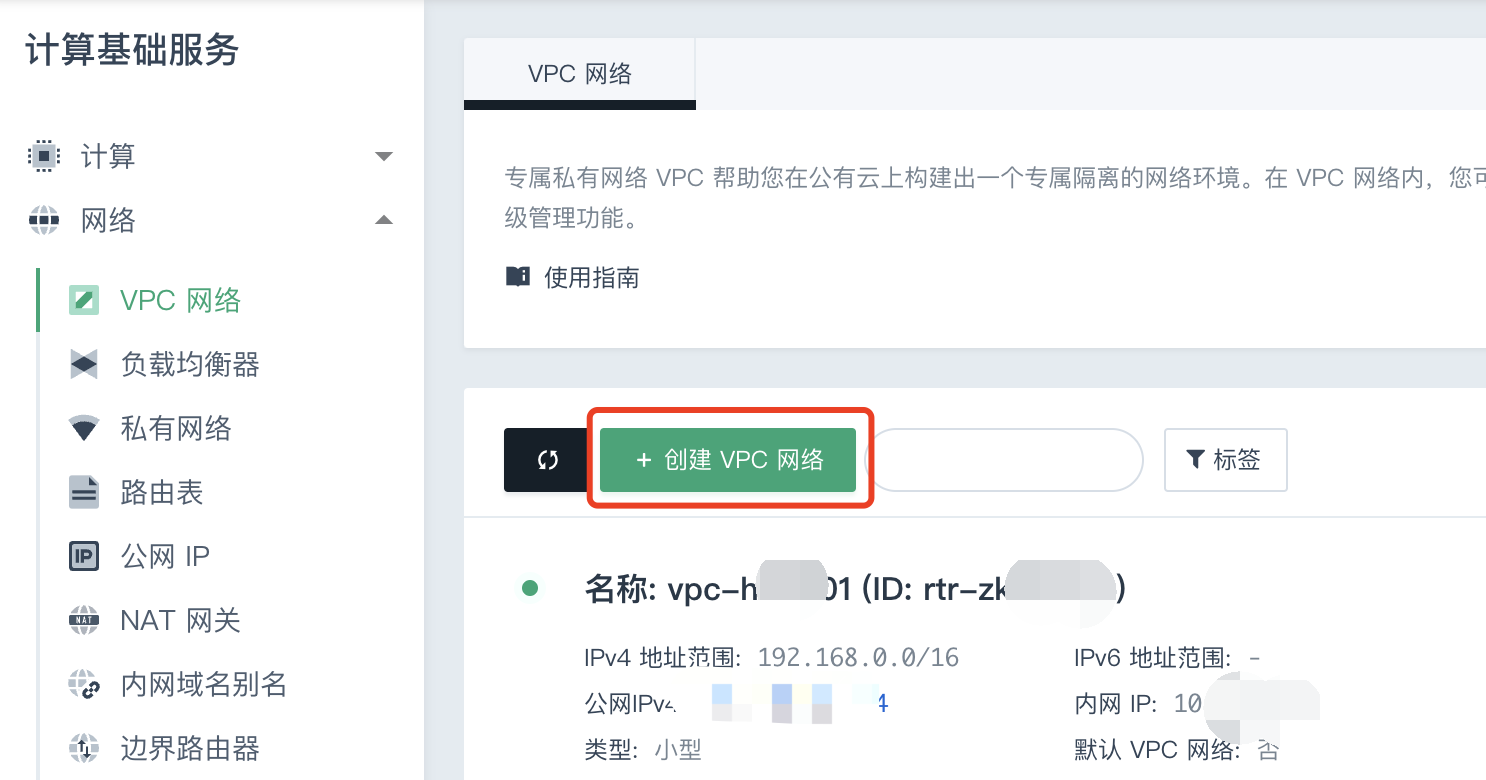 计算基础服务
计算
网络
VPC 网络
负载均衡器
私有网络
路由表
IP 公网 IP
NAT NAT 网关
内网域名别名
边界路由器
VPC 网络
专属私有网络 VPC 帮助您在公有云上构建出一个专属隔离的网络环境。在 VPC 网络内，您
级管理功能。
使用指南
+ 创建 VPC 网络
标签
名称: vpc-h 01 (ID: rtr-zk )
IPv4 地址范围: 192.168.0.0/16
IPv6 地址范围: -
公网IPv4
4
内网 IP: 10
类型: 小型
默认 VPC 网络: 否